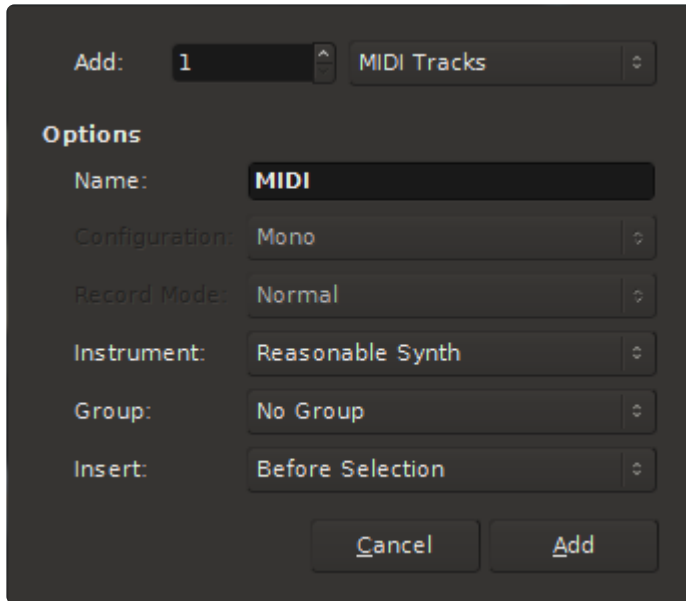 Add: 1 MIDI Tracks
Options
Name: MIDI
Configuration: Mono
Record Mode: Normal
Instrument: Reasonable Synth
Group: No Group
Insert: Before Selection
Cancel Add